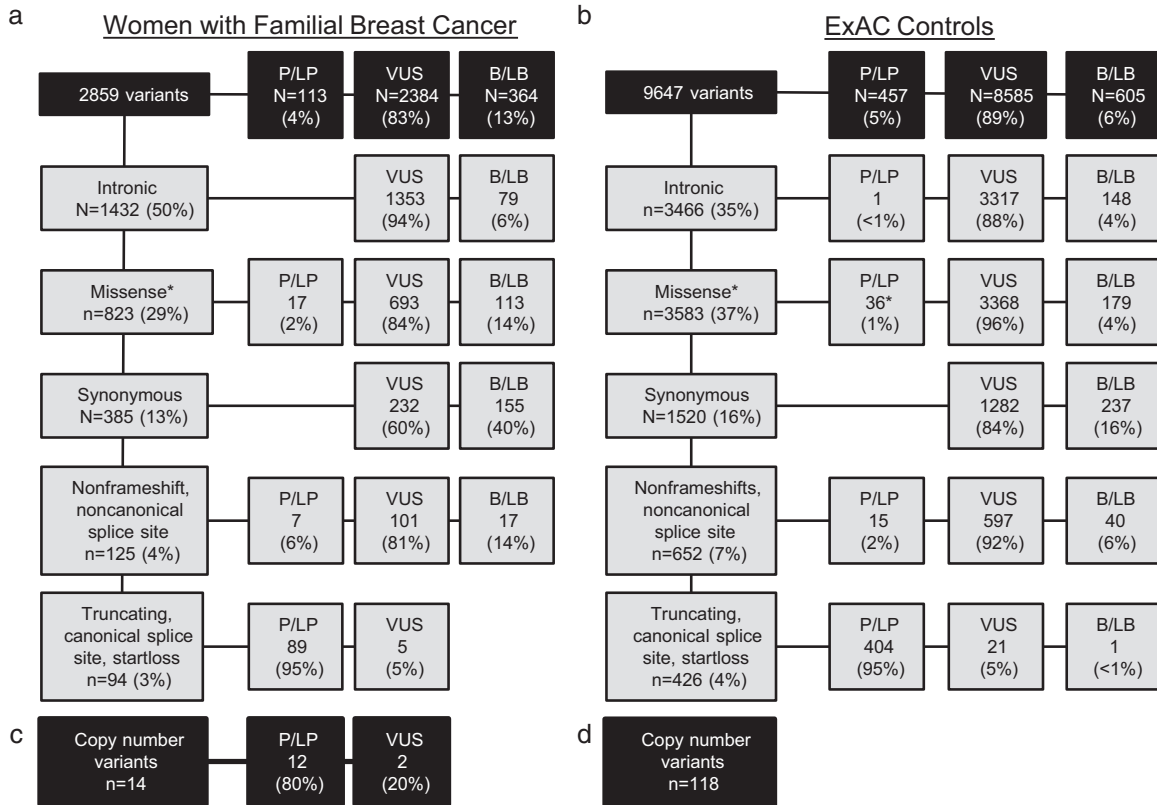 a
Women with Familial Breast Cancer
2859 variants
P/LP
N=113
(4%)
VUS
N=2384
(83%)
B/LB
N=364
(13%)
Intronic
N=1432 (50%)
VUS
1353
(94%)
B/LB
79
(6%)
Missense*
n=823 (29%)
P/LP
17
(2%)
VUS
693
(84%)
B/LB
113
(14%)
Synonymous
N=385 (13%)
VUS
232
(60%)
B/LB
155
(40%)
Nonframeshift,
noncanonical
splice site
n=125 (4%)
P/LP
7
(6%)
VUS
101
(81%)
B/LB
17
(14%)
Truncating,
canonical splice
site, startloss
n=94 (3%)
P/LP
89
(95%)
VUS
5
(5%)
b
ExAC Controls
9647 variants
P/LP
N=457
(5%)
VUS
N=8585
(89%)
B/LB
N=605
(6%)
Intronic
n=3466 (35%)
P/LP
1
(<1%)
VUS
3317
(88%)
B/LB
148
(4%)
Missense*
n=3583 (37%)
P/LP
36*
(1%)
VUS
3368
(96%)
B/LB
179
(4%)
Synonymous
N=1520 (16%)
VUS
1282
(84%)
B/LB
237
(16%)
Nonframeshifts,
noncanonical
splice site
n=652 (7%)
P/LP
15
(2%)
VUS
597
(92%)
B/LB
40
(6%)
Truncating,
canonical splice
site, startloss
n=426 (4%)
P/LP
404
(95%)
VUS
21
(5%)
B/LB
1
(<1%)
c
Copy number
variants
n=14
P/LP
12
(80%)
VUS
2
(20%)
d
Copy number
variants
n=118